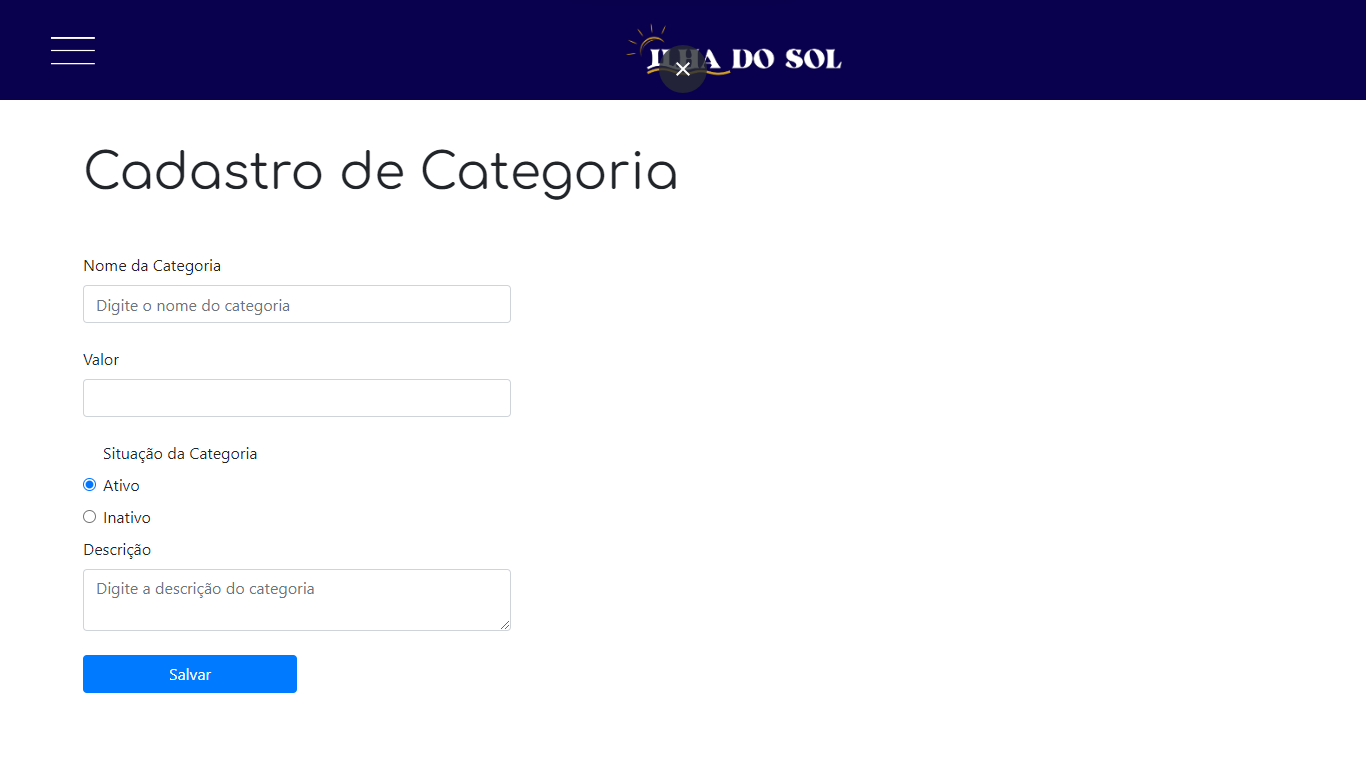 ILHA DO SOL
Cadastro de Categoria
Nome da Categoria
Digite o nome do categoria
Valor
Situação da Categoria
Ativo
Inativo
Descrição
Digite a descrição do categoria
Salvar